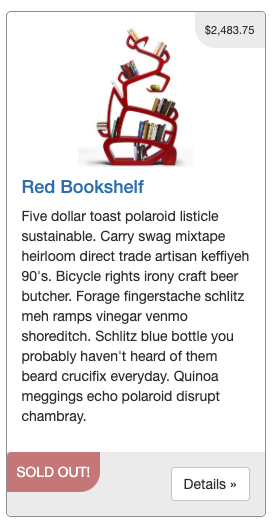 $2,483.75
Red Bookshelf
Five dollar toast polaroid listicle
sustainable. Carry swag mixtape
heirloom direct trade artisan keffiyeh
90's. Bicycle rights irony craft beer
butcher. Forage fingerstache schlitz
meh ramps vinegar venmo
shoreditch. Schlitz blue bottle you
probably haven't heard of them
beard crucifix everyday. Quinoa
meggings echo polaroid disrupt
chambray.
SOLD OUT!
Details »